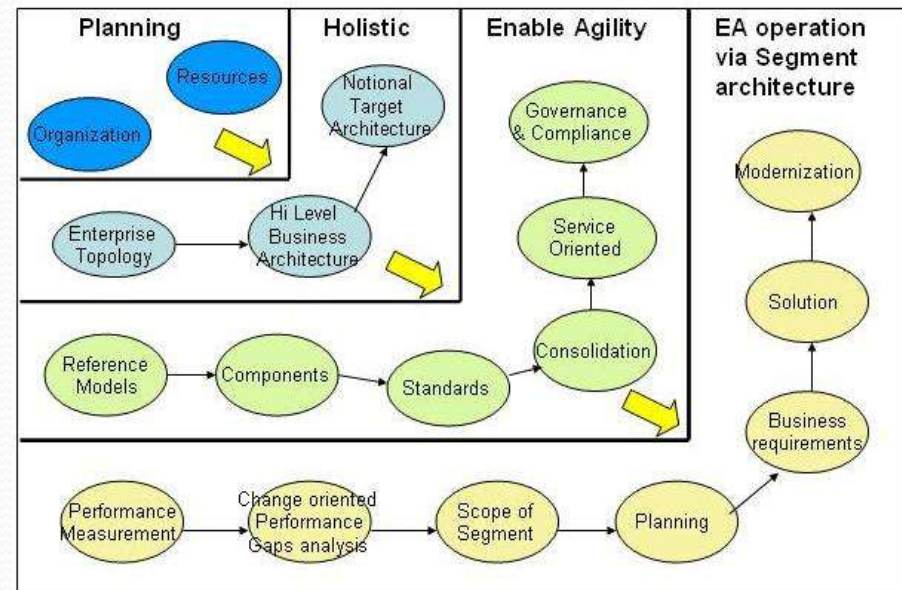 Planning
Holistic
Enable Agility
EA operation
via Segment
architecture
Resources
Organization
Notional
Target
Architecture
Enterprise
Topology
Hi Level
Business
Architecture
Governance
& Compliance
Service
Oriented
Consolidation
Reference
Models
Components
Standards
Modernization
Solution
Business
requirements
Performance
Measurement
Change oriented
Performance
Gaps analysis
Scope of
Segment
Planning